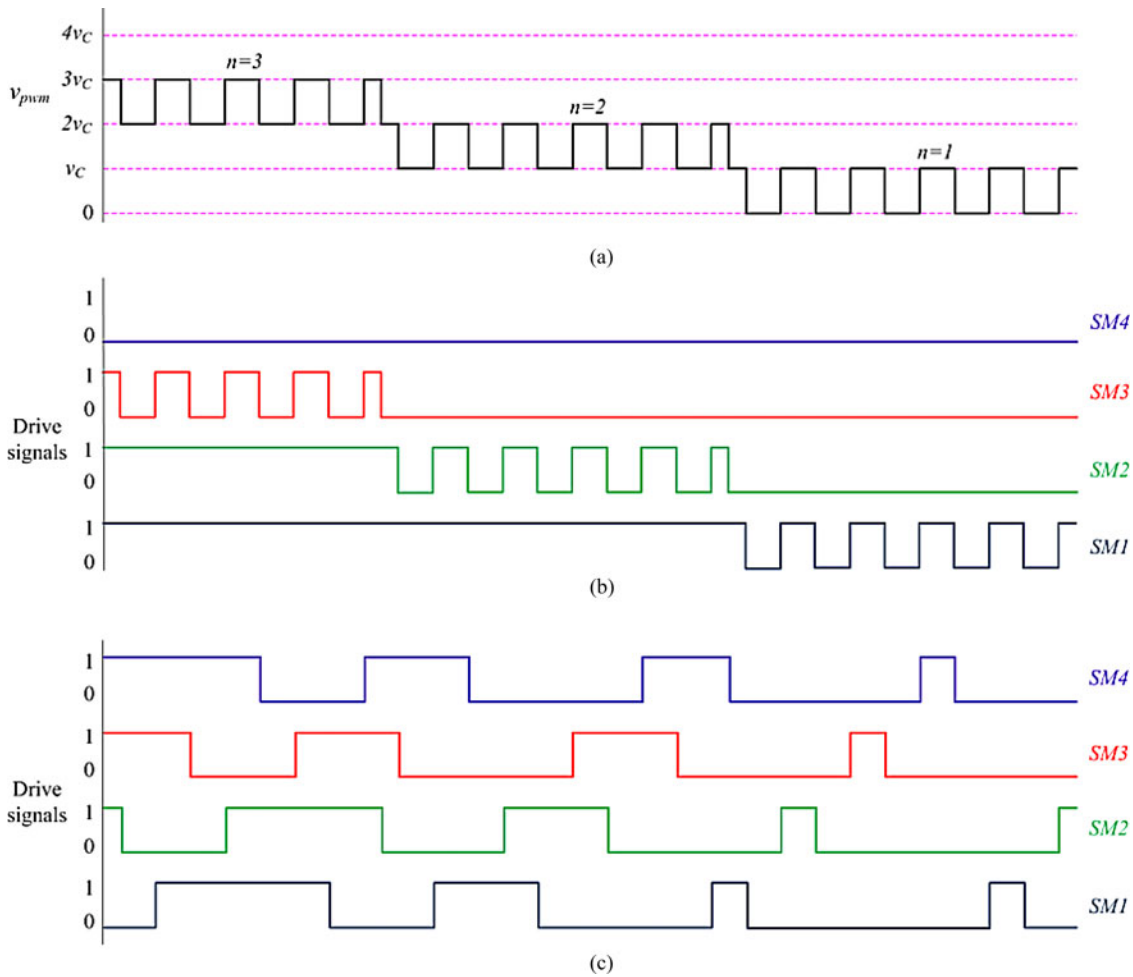 4v_C
n=3
3v_C
v_pwm
n=2
2v_C
n=1
v_C
0
(a)
1
0
SM4
1
0
SM3
Drive
signals
1
0
SM2
1
0
SM1
(b)
1
0
SM4
1
0
SM3
Drive
signals
1
0
SM2
1
0
SM1
(c)